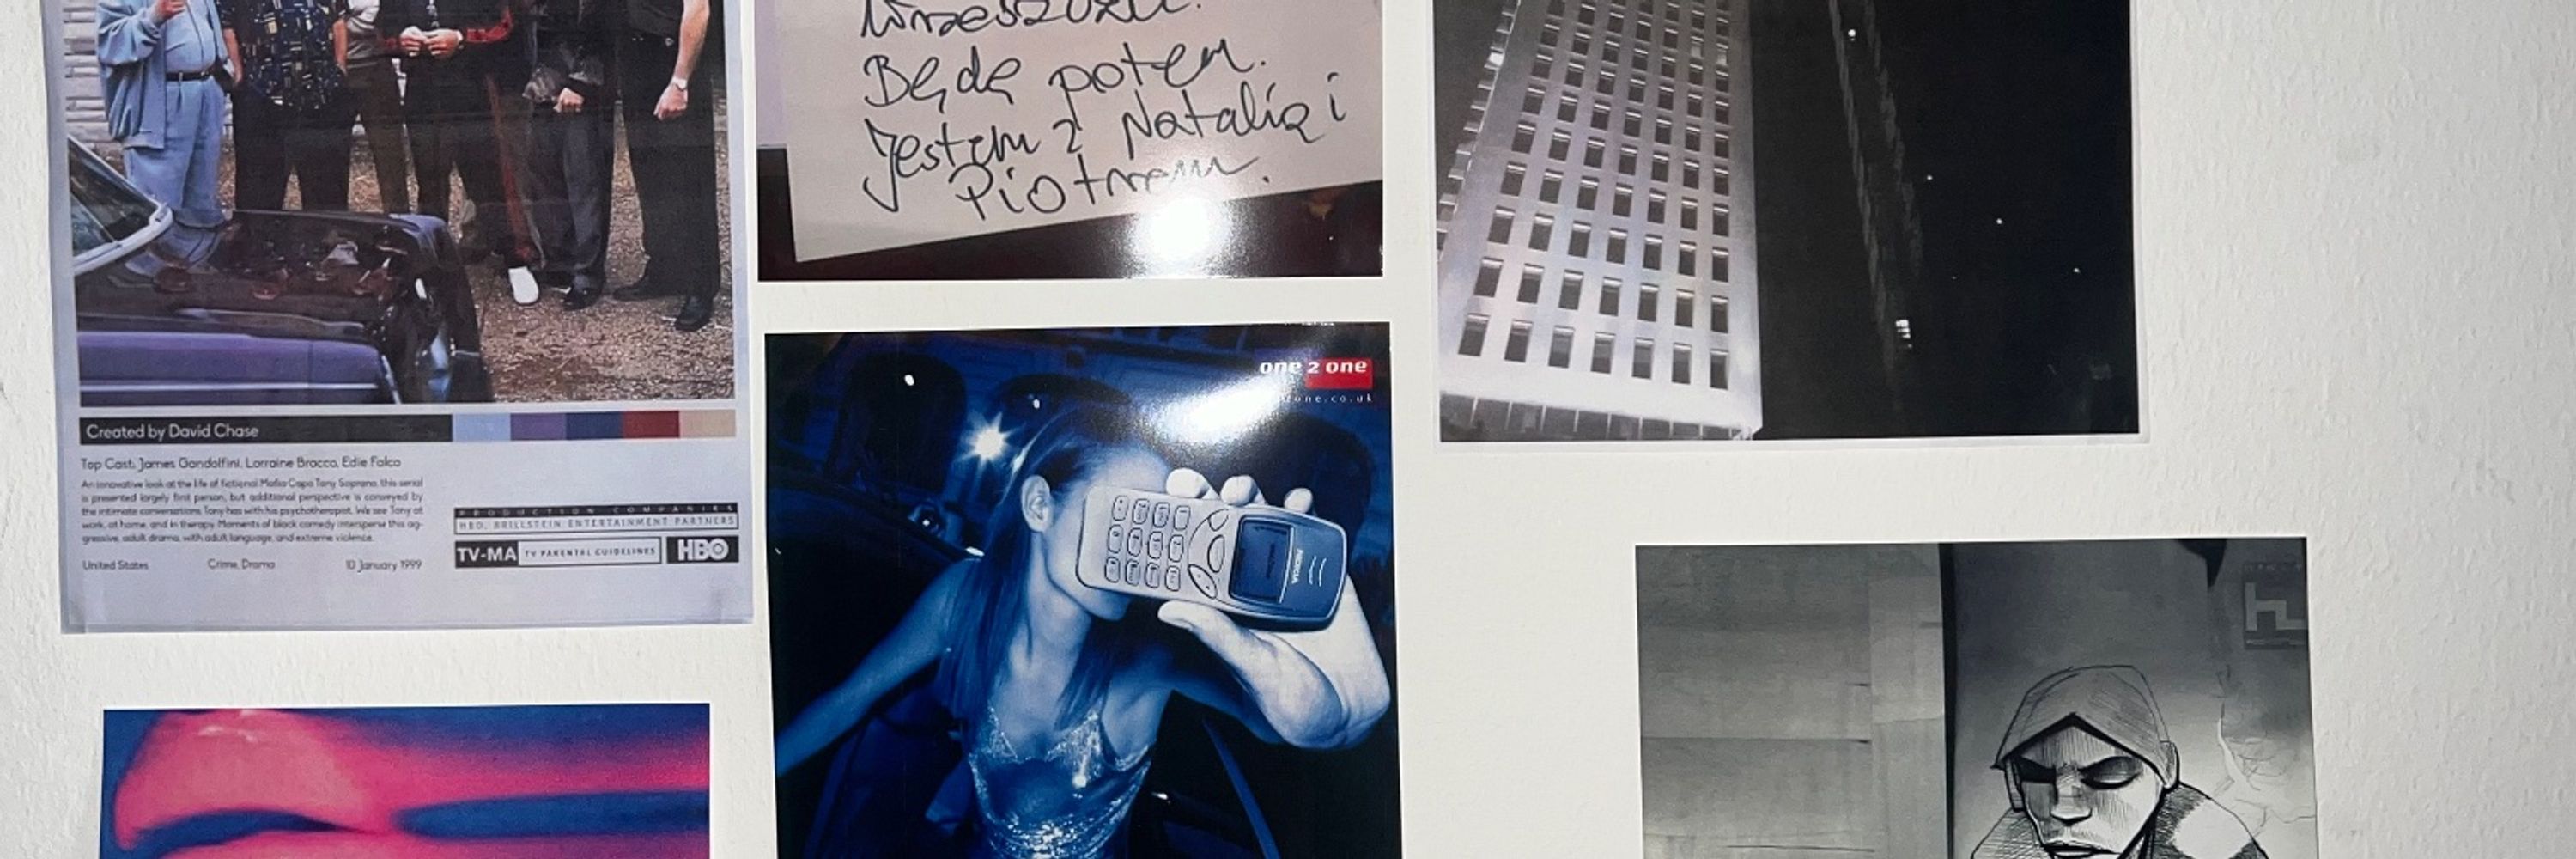 Będę potem.
Jestem z Natalią i
Piotrem.
one 2 one
Created by David Chase
Top Cast, James Gandolfini, Lorraine Bracco, Edie Falco
An innovative look at the life of fictional Mafia Capo Tony Soprano, this serial
is presented largely first person, but additional perspective is conveyed by
the intimate conversations Tony has with his psychotherapist. We see Tony at
work, at home, and in therapy. Moments of black comedy intersperse this ag-
gressive, adult drama, with adult language, and extreme violence.
United States Crime, Drama 10 January 1999
PRODUCTION COMPANIES
HBO, BRILLSTEIN ENTERTAINMENT PARTNERS
TV-MA TV PARENTAL GUIDELINES HBO
NOKIA